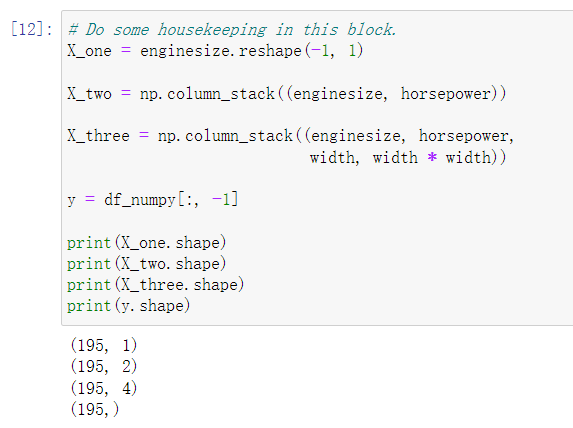 [12]: # Do some housekeeping in this block.
X_one = enginesize.reshape(-1, 1)
X_two = np.column_stack((enginesize, horsepower))
X_three = np.column_stack((enginesize, horsepower,
width, width * width))
y = df_numpy[:, -1]
print(X_one.shape)
print(X_two.shape)
print(X_three.shape)
print(y.shape)
(195, 1)
(195, 2)
(195, 4)
(195,)